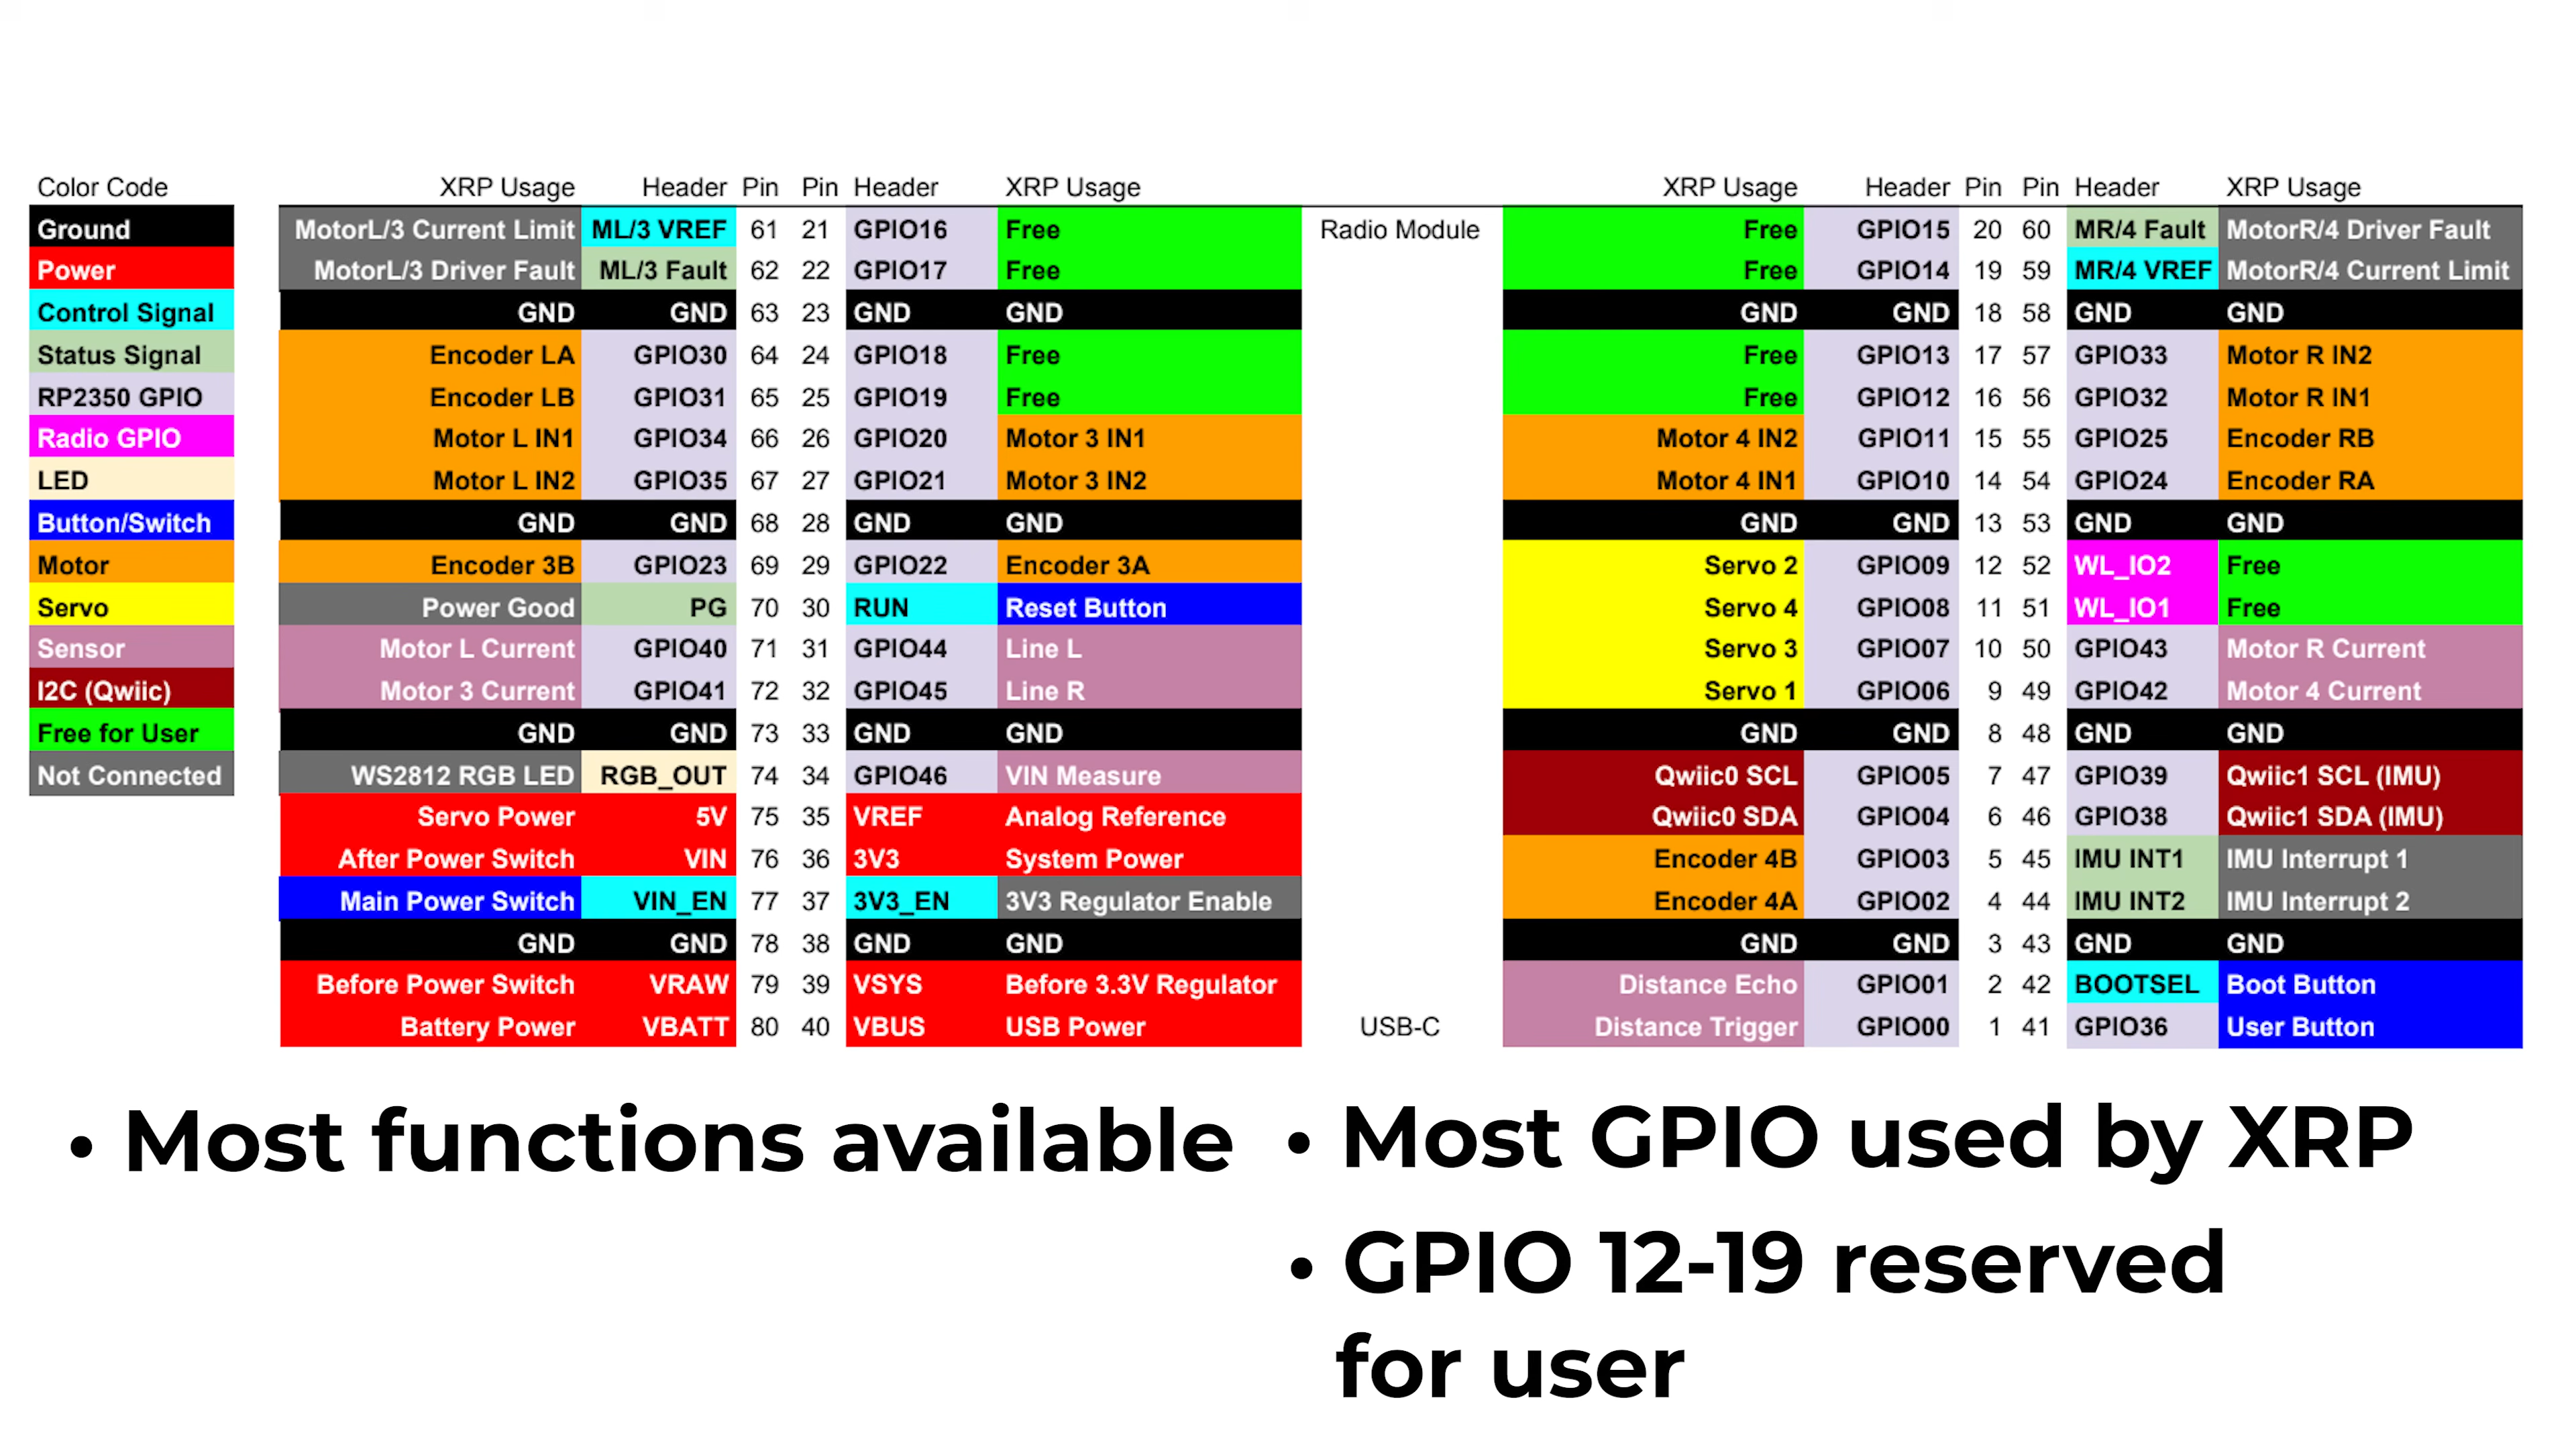 Color Code XRP Usage Header Pin Pin Header XRP Usage XRP Usage Header Pin Pin Header XRP Usage
Ground MotorL/3 Current Limit ML/3 VREF 61 21 GPIO16 Free Radio Module Free GPIO15 20 60 MR/4 Fault MotorR/4 Driver Fault
Power MotorL/3 Driver Fault ML/3 Fault 62 22 GPIO17 Free Free GPIO14 19 59 MR/4 VREF MotorR/4 Current Limit
Control Signal GND GND 63 23 GND GND GND GND 18 58 GND GND
Status Signal Encoder LA GPIO30 64 24 GPIO18 Free Free GPIO13 17 57 GPIO33 Motor R IN2
RP2350 GPIO Encoder LB GPIO31 65 25 GPIO19 Free Free GPIO12 16 56 GPIO32 Motor R IN1
Radio GPIO Motor L IN1 GPIO34 66 26 GPIO20 Motor 3 IN1 Motor 4 IN2 GPIO11 15 55 GPIO25 Encoder RB
LED Motor L IN2 GPIO35 67 27 GPIO21 Motor 3 IN2 Motor 4 IN1 GPIO10 14 54 GPIO24 Encoder RA
Button/Switch GND GND 68 28 GND GND GND GND 13 53 GND GND
Motor Encoder 3B GPIO23 69 29 GPIO22 Encoder 3A Servo 2 GPIO09 12 52 WL_IO2 Free
Servo Power Good PG 70 30 RUN Reset Button Servo 4 GPIO08 11 51 WL_IO1 Free
Sensor Motor L Current GPIO40 71 31 GPIO44 Line L Servo 3 GPIO07 10 50 GPIO43 Motor R Current
I2C (Qwiic) Motor 3 Current GPIO41 72 32 GPIO45 Line R Servo 1 GPIO06 9 49 GPIO42 Motor 4 Current
Free for User GND GND 73 33 GND GND GND GND 8 48 GND GND
Not Connected WS2812 RGB LED RGB_OUT 74 34 GPIO46 VIN Measure Qwiic0 SCL GPIO05 7 47 GPIO39 Qwiic1 SCL (IMU)
Servo Power 5V 75 35 VREF Analog Reference Qwiic0 SDA GPIO04 6 46 GPIO38 Qwiic1 SDA (IMU)
After Power Switch VIN 76 36 3V3 System Power Encoder 4B GPIO03 5 45 IMU INT1 IMU Interrupt 1
Main Power Switch VIN_EN 77 37 3V3_EN 3V3 Regulator Enable Encoder 4A GPIO02 4 44 IMU INT2 IMU Interrupt 2
GND GND 78 38 GND GND GND GND 3 43 GND GND
Before Power Switch VRAW 79 39 VSYS Before 3.3V Regulator Distance Echo GPIO01 2 42 BOOTSEL Boot Button
Battery Power VBATT 80 40 VBUS USB Power USB-C Distance Trigger GPIO00 1 41 GPIO36 User Button
• Most functions available
• Most GPIO used by XRP
• GPIO 12-19 reserved
for user